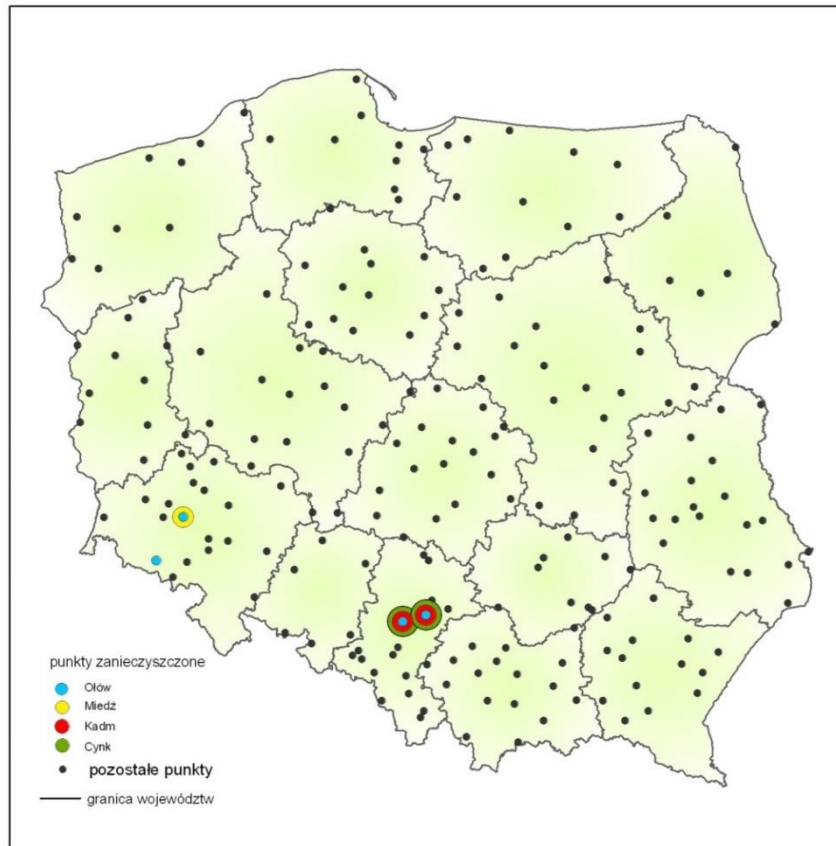 punkty zanieczyszczone
Ołów
Miedź
Kadm
Cynk
pozostałe punkty
granica województw